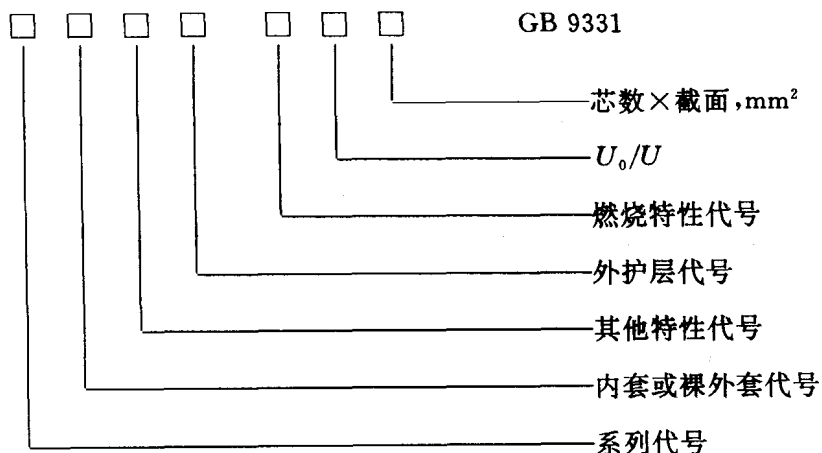 □ □ □ □ □ □ □ GB 9331
芯数×截面,mm²
U₀/U
燃烧特性代号
外护层代号
其他特性代号
内套或裸外套代号
系列代号